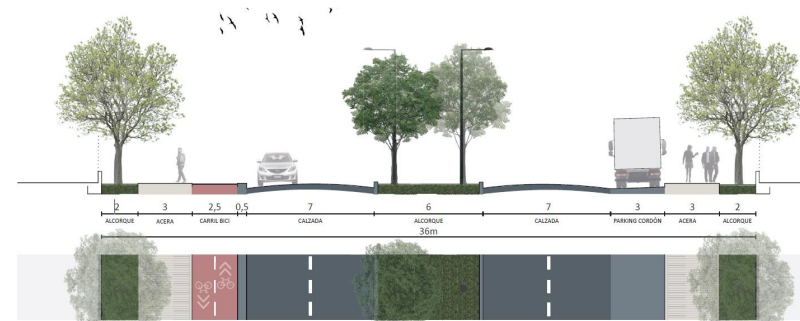 2 3 2,5 0,5 7 6 7 3 3 2
ALCORQUE ACERA CARRIL BICI CALZADA ALCORQUE CALZADA PARKING CORDÓN ACERA ALCORQUE
36m